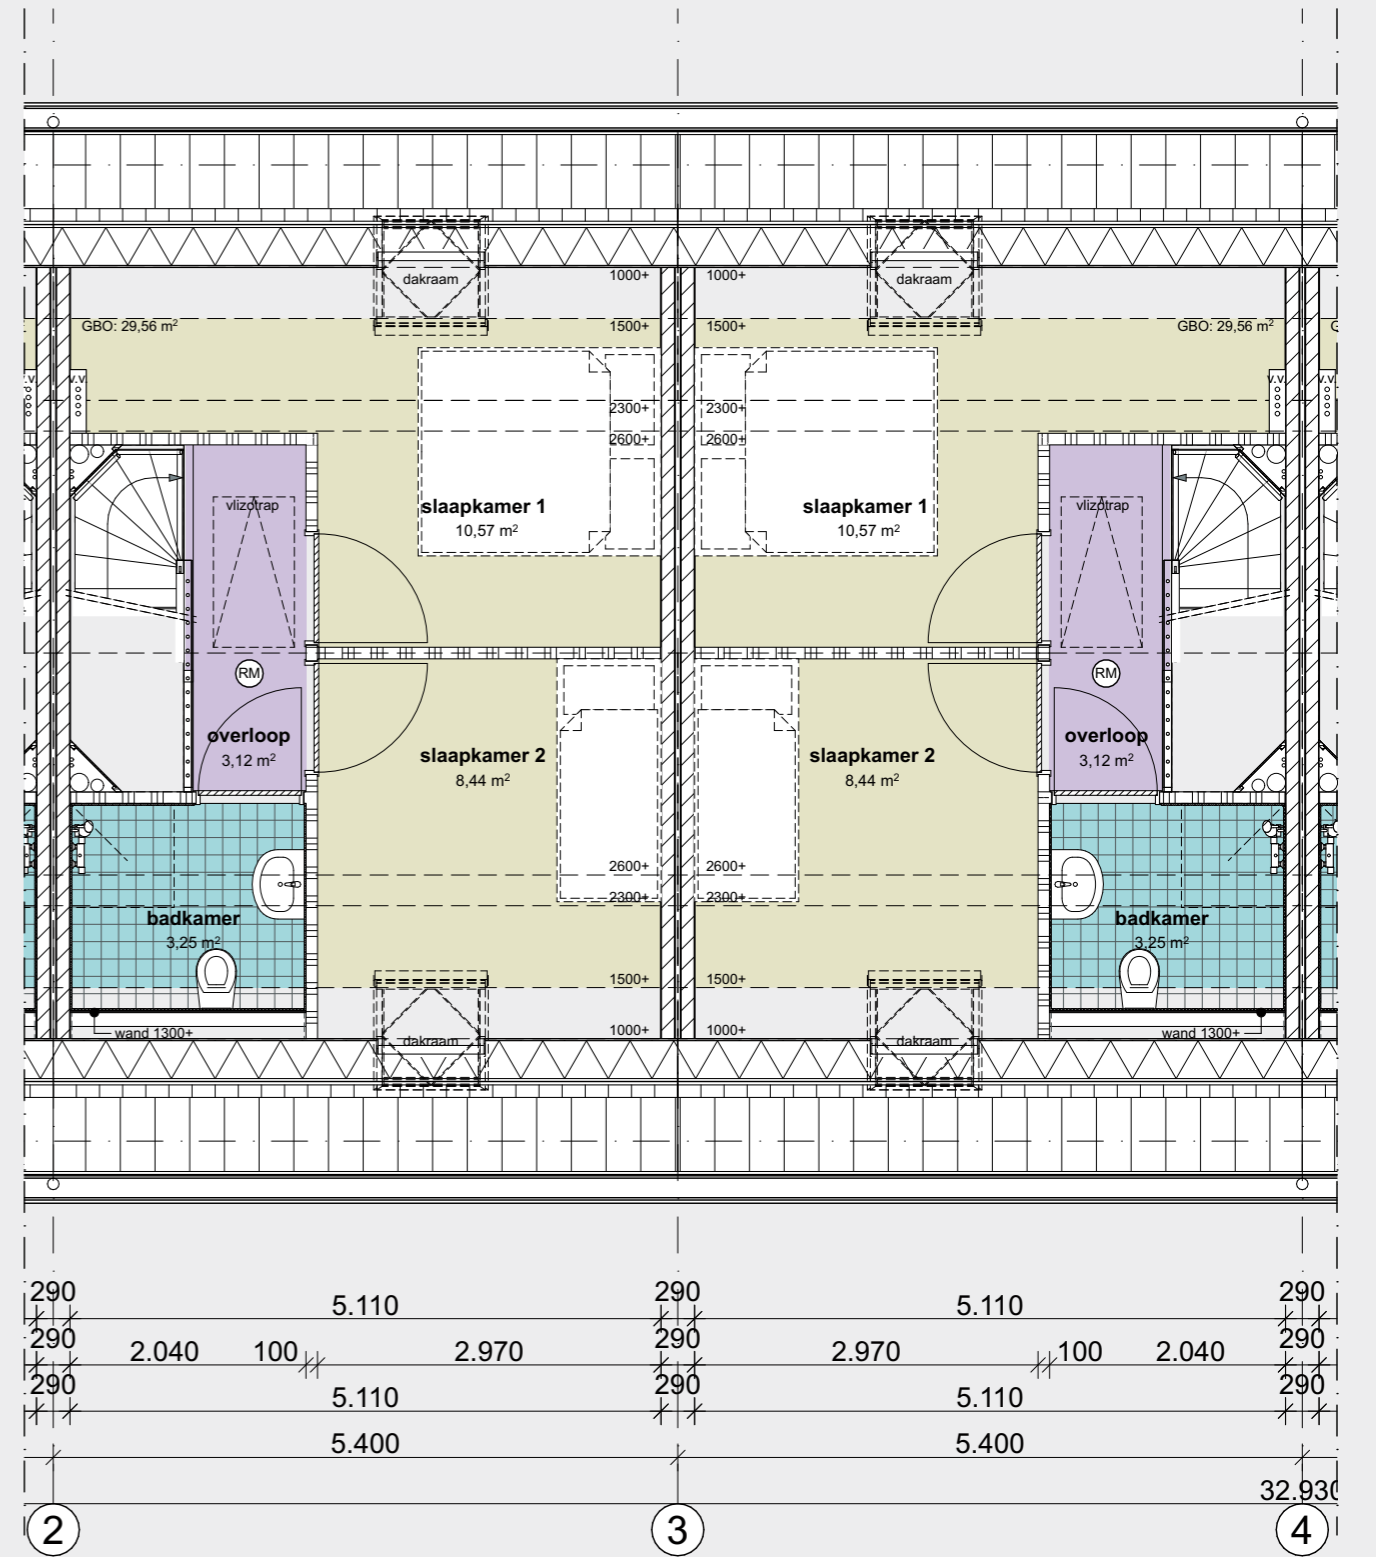 dakraam
1000+
1000+
dakraam
GBO: 29,56 m²
1500+
1500+
GBO: 29,56 m²
G
v.v.
v.v.
v.v.
v.v.
2300+
2300+
2600+
2600+
vlizotrap
slaapkamer 1
10,57 m²
slaapkamer 1
10,57 m²
vlizotrap
RM
RM
overloop
3,12 m²
slaapkamer 2
8,44 m²
slaapkamer 2
8,44 m²
overloop
3,12 m²
2600+
2600+
2300+
2300+
badkamer
3,25 m²
badkamer
3,25 m²
1500+
1500+
wand 1300+
dakraam
1000+
1000+
dakraam
wand 1300+
290
5.110
290
5.110
290
290
2.040
100
2.970
290
2.970
100
2.040
290
290
5.110
290
5.110
290
5.400
5.400
32.930
2
3
4